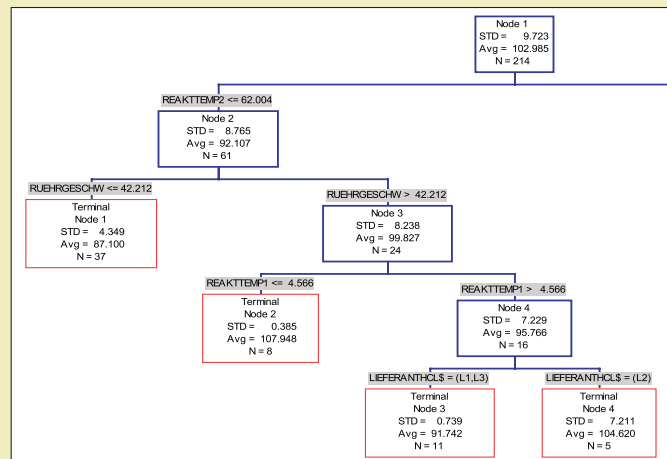 Node 1
STD = 9.723
Avg = 102.985
N = 214
REAKTTEMP2 <= 62.004
Node 2
STD = 8.765
Avg = 92.107
N = 61
RUEHRGESCHW <= 42.212
Terminal
Node 1
STD = 4.349
Avg = 87.100
N = 37
RUEHRGESCHW > 42.212
Node 3
STD = 8.238
Avg = 99.827
N = 24
REAKTTEMP1 <= 4.566
Terminal
Node 2
STD = 0.385
Avg = 107.948
N = 8
REAKTTEMP1 > 4.566
Node 4
STD = 7.229
Avg = 95.766
N = 16
LIEFERANTHCL$ = (L1,L3)
Terminal
Node 3
STD = 0.739
Avg = 91.742
N = 11
LIEFERANTHCL$ = (L2)
Terminal
Node 4
STD = 7.211
Avg = 104.620
N = 5